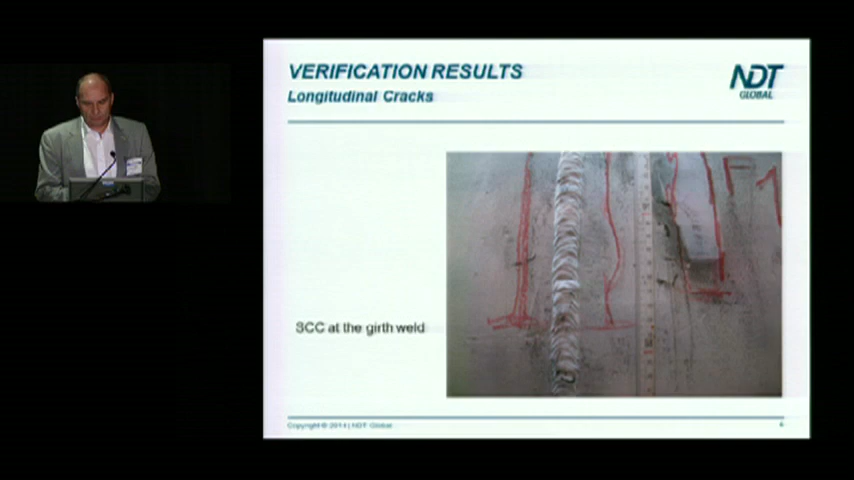 VERIFICATION RESULTS
Longitudinal Cracks
NDT
GLOBAL
SCC at the girth weld
Copyright © 2014 | NDT Global